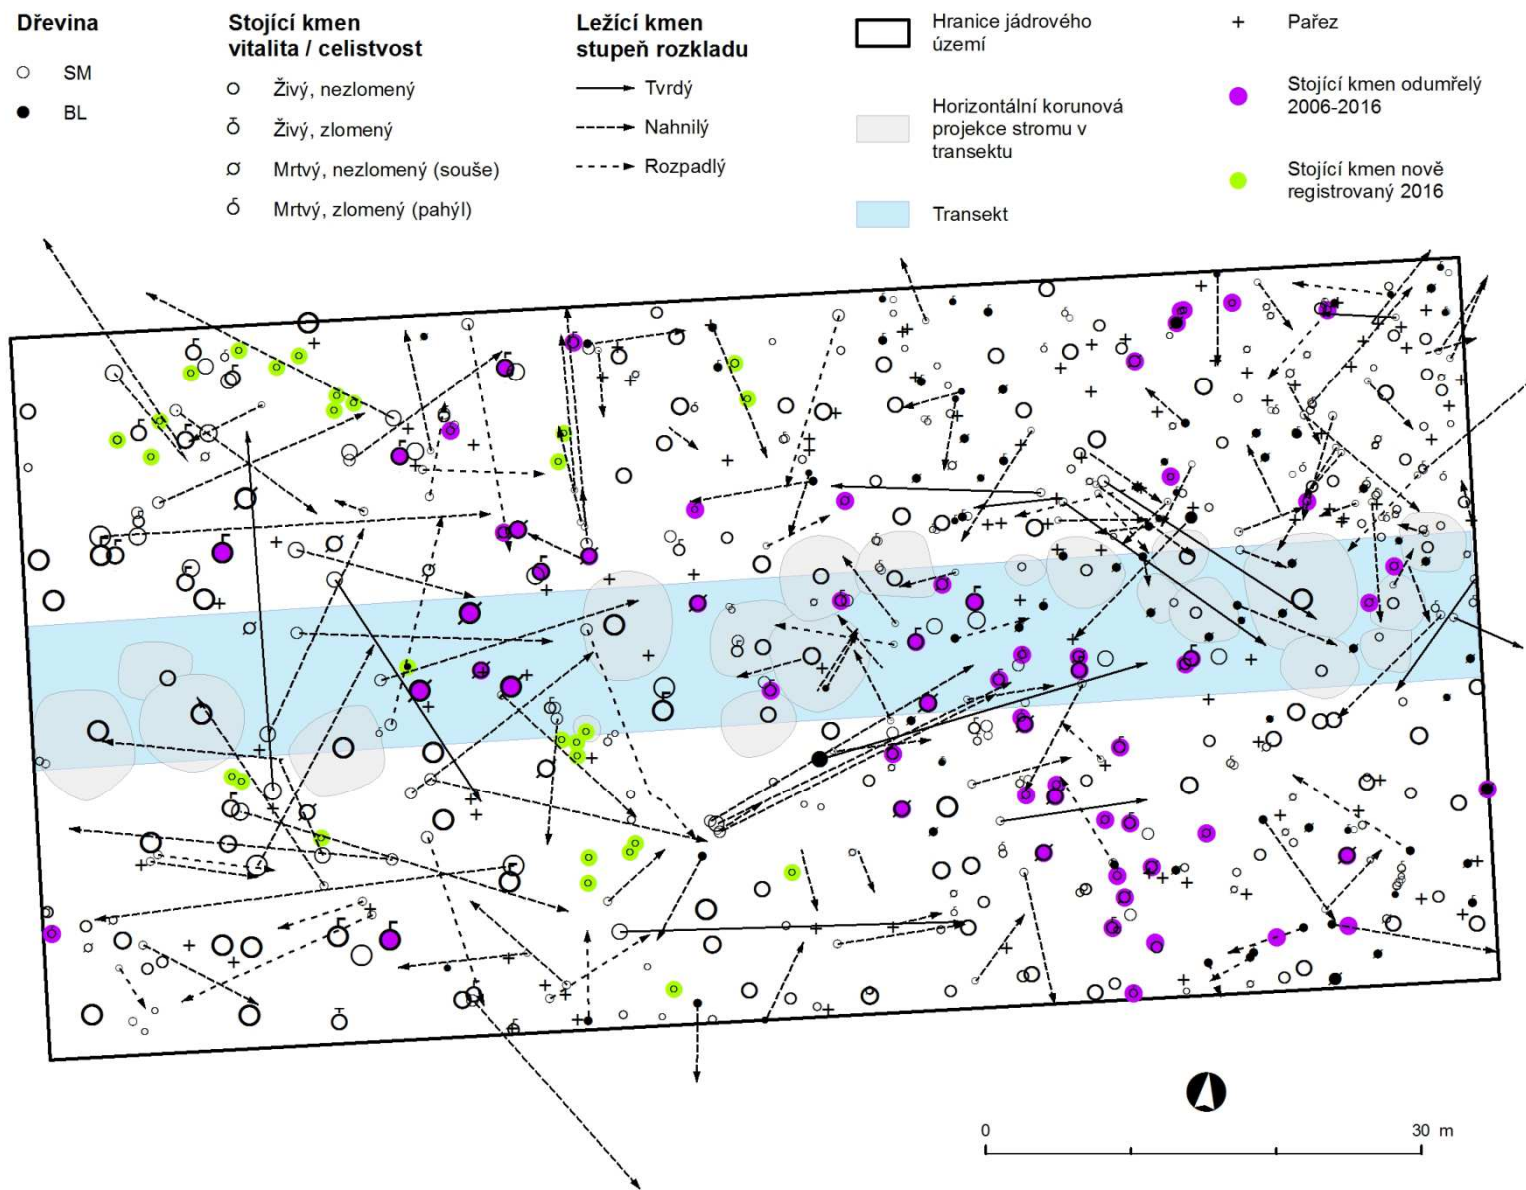 Dřevina
SM
BL
Stojící kmen
vitalita / celistvost
Živý, nezlomený
Živý, zlomený
Mrtvý, nezlomený (souše)
Mrtvý, zlomený (pahýl)
Ležící kmen
stupeň rozkladu
Tvrdý
Nahnilý
Rozpadlý
Hranice jádrového
území
Horizontální korunová
projekce stromu v
transektu
Transekt
Pařez
Stojící kmen odumřelý
2006-2016
Stojící kmen nově
registrovaný 2016
0 30 m